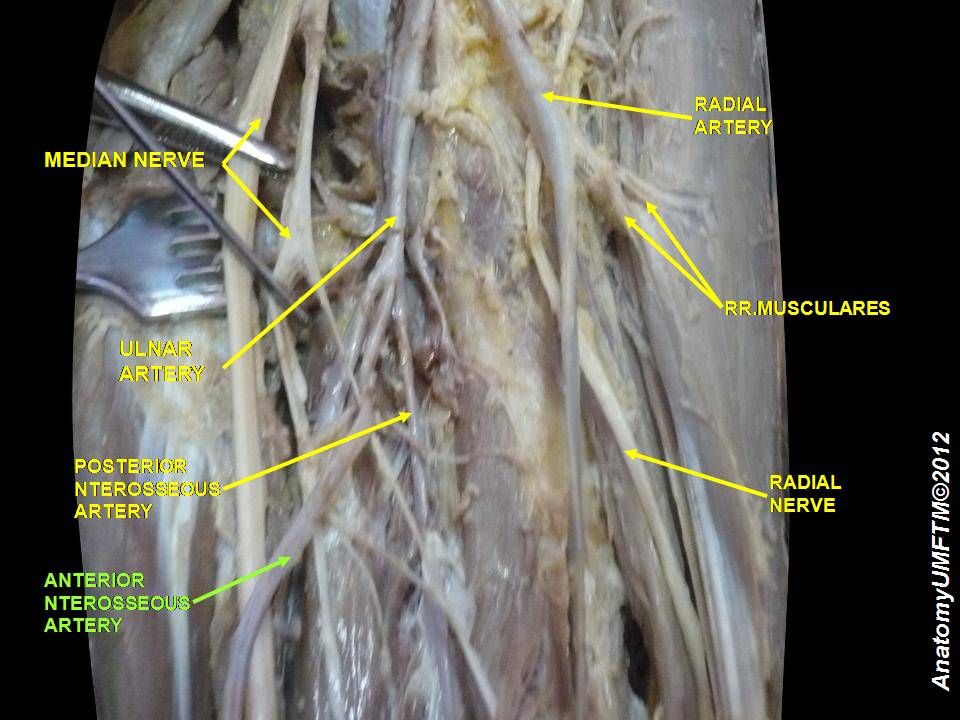 RADIAL
ARTERY
MEDIAN NERVE
RR.MUSCULARES
ULNAR
ARTERY
POSTERIOR
NTEROSSEOUS
ARTERY
RADIAL
NERVE
ANTERIOR
NTEROSSEOUS
ARTERY
AnatomyUMFTM©2012